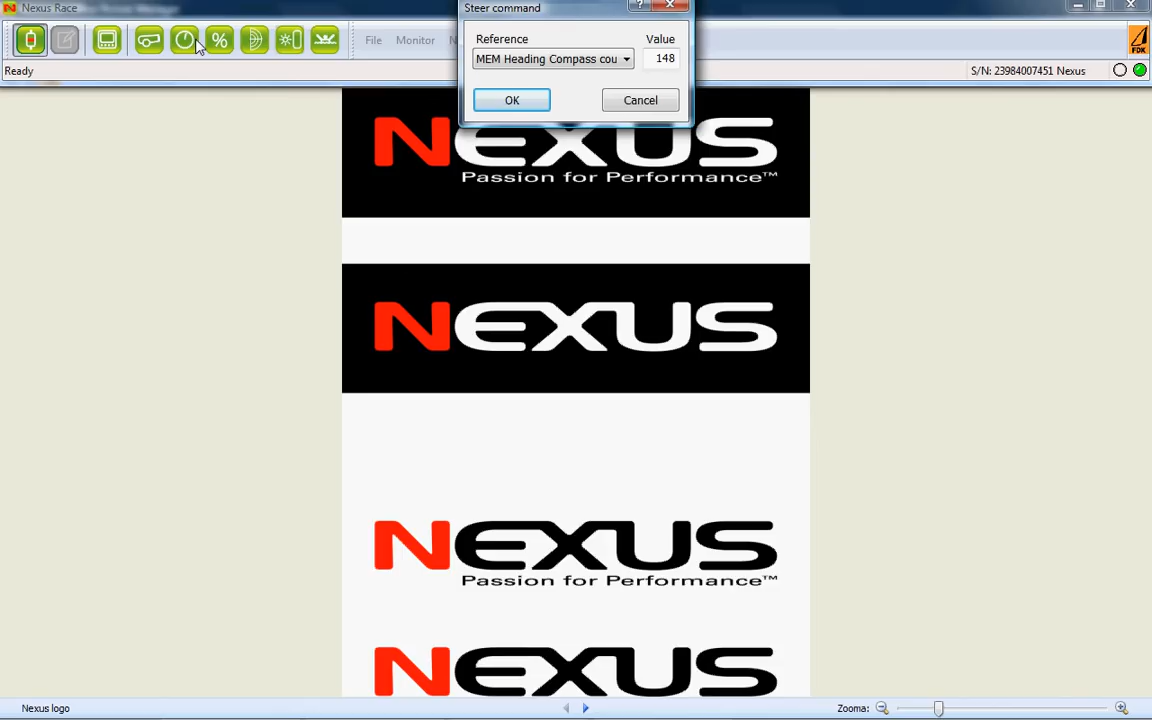 Nexus Race
Steer command
Reference
Value
MEM Heading Compass cou
148
OK
Cancel
%
File
Monitor
N
FDX
Ready
S/N: 23984007451 Nexus
NEXUS
Passion for Performance™
NEXUS
NEXUS
Passion for Performance™
NEXUS
Nexus logo
Zooma: